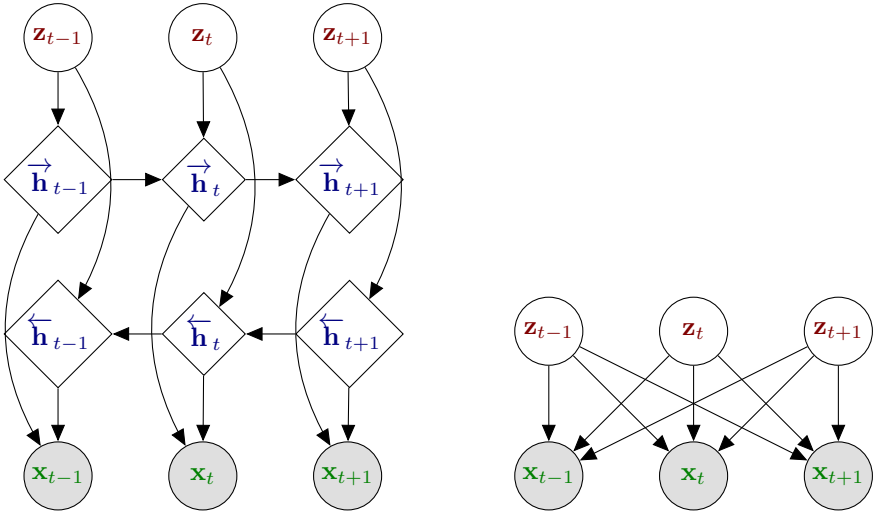 z_{t−1} z_t z_{t+1}
→h_{t−1} →h_t →h_{t+1}
←h_{t−1} ←h_t ←h_{t+1}
z_{t−1} z_t z_{t+1}
x_{t−1} x_t x_{t+1}
x_{t−1} x_t x_{t+1}